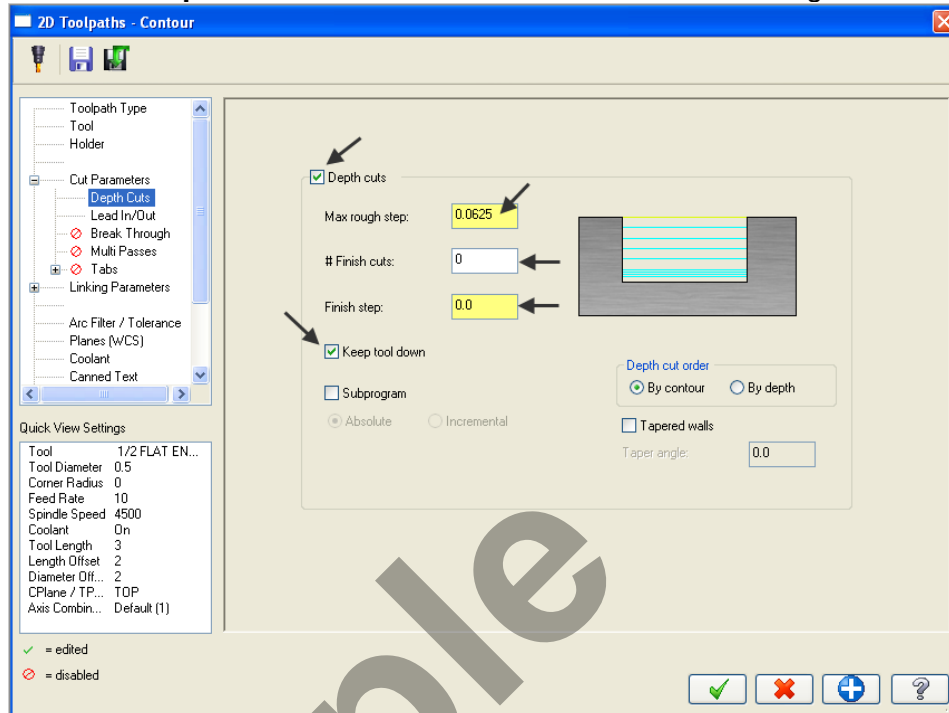 2D Toolpaths - Contour
Toolpath Type
Tool
Holder
Cut Parameters
Depth Cuts
Lead In/Out
Break Through
Multi Passes
Tabs
Linking Parameters
Arc Filter / Tolerance
Planes (WCS)
Coolant
Canned Text
Quick View Settings
Tool 1/2 FLAT EN...
Tool Diameter 0.5
Corner Radius 0
Feed Rate 10
Spindle Speed 4500
Coolant On
Tool Length 3
Length Offset 2
Diameter Off... 2
CPlane / TP... TOP
Axis Combin... Default (1)
= edited
= disabled
Depth cuts
Max rough step: 0.0625
# Finish cuts: 0
Finish step: 0.0
Keep tool down
Subprogram
Absolute Incremental
Depth cut order
By contour By depth
Tapered walls
Taper angle: 0.0